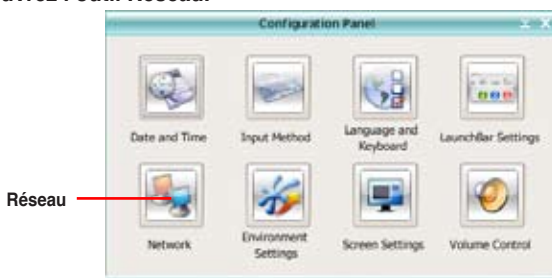 Configuration Panel
Date and Time
Input Method
Language and
Keyboard
LaunchBar Settings
Réseau
Network
Environment
Settings
Screen Settings
Volume Control